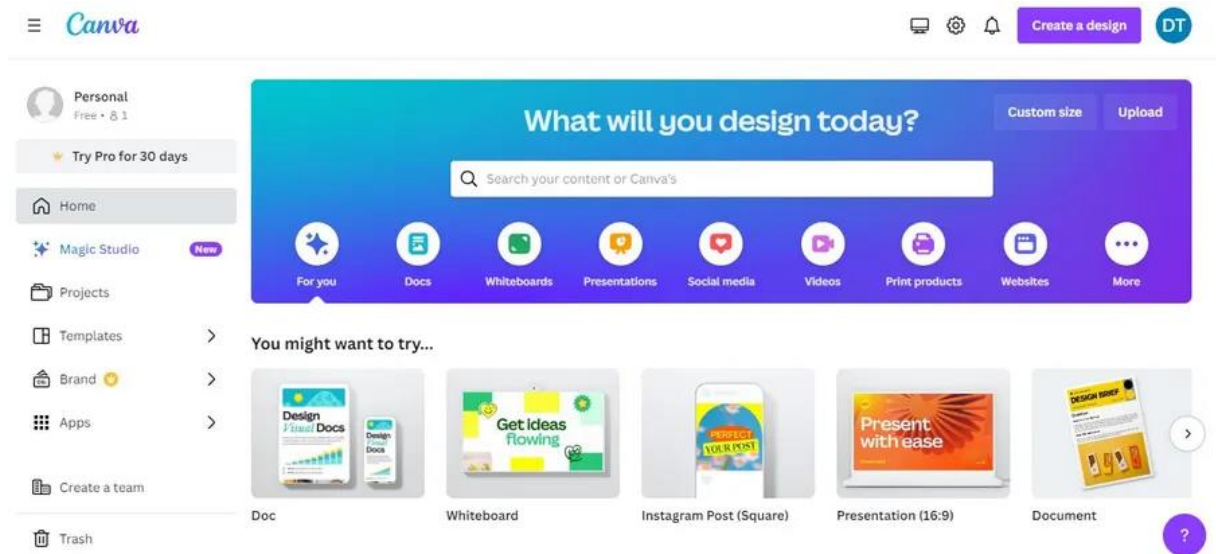 Canva
Create a design
DT
Personal
Free • 1
Try Pro for 30 days
Home
Magic Studio
New
Projects
Templates
Brand
Apps
Create a team
Trash
What will you design today?
Custom size
Upload
Search your content or Canva's
For you
Docs
Whiteboards
Presentations
Social media
Videos
Print products
Websites
More
You might want to try...
Design
Visual Docs
Design
Visual
Docs
Get ideas
flowing
PERFECT
YOUR POST
Present
with ease
DESIGN BRIEF
Doc
Whiteboard
Instagram Post (Square)
Presentation (16:9)
Document
?